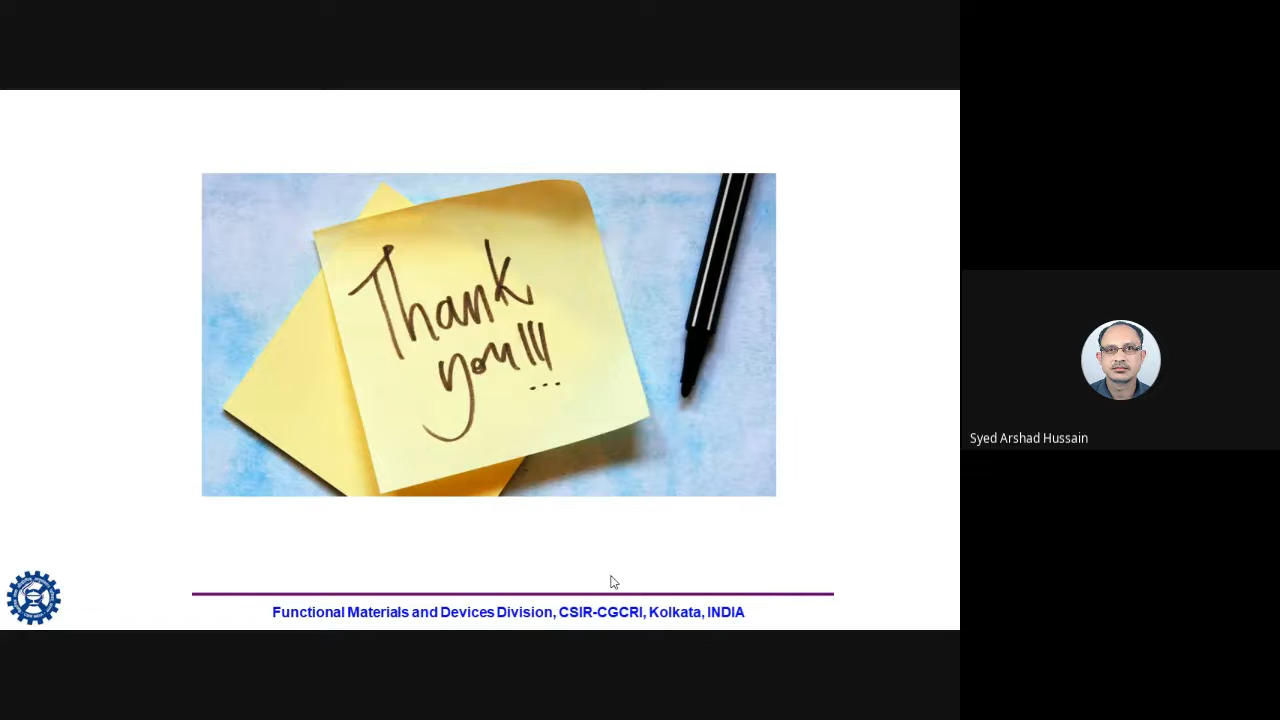 Thank
you!!!
Syed Arshad Hussain
Functional Materials and Devices Division, CSIR-CGCRI, Kolkata, INDIA